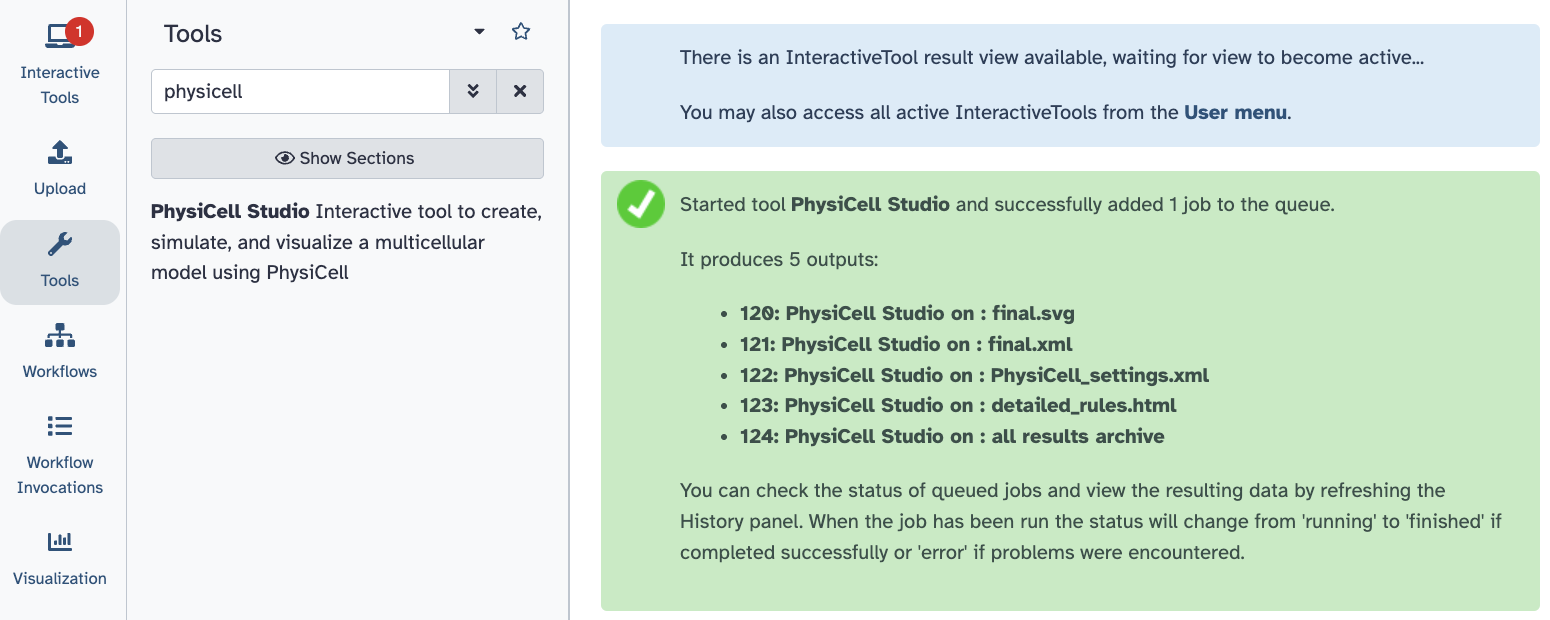 1
Interactive
Tools
Upload
Tools
Workflows
Workflow
Invocations
Visualization
Tools
physicell
Show Sections
PhysiCell Studio Interactive tool to create,
simulate, and visualize a multicellular
model using PhysiCell
There is an InteractiveTool result view available, waiting for view to become active...
You may also access all active InteractiveTools from the User menu.
Started tool PhysiCell Studio and successfully added 1 job to the queue.
It produces 5 outputs:
• 120: PhysiCell Studio on : final.svg
• 121: PhysiCell Studio on : final.xml
• 122: PhysiCell Studio on : PhysiCell_settings.xml
• 123: PhysiCell Studio on : detailed_rules.html
• 124: PhysiCell Studio on : all results archive
You can check the status of queued jobs and view the resulting data by refreshing the
History panel. When the job has been run the status will change from 'running' to 'finished' if
completed successfully or 'error' if problems were encountered.